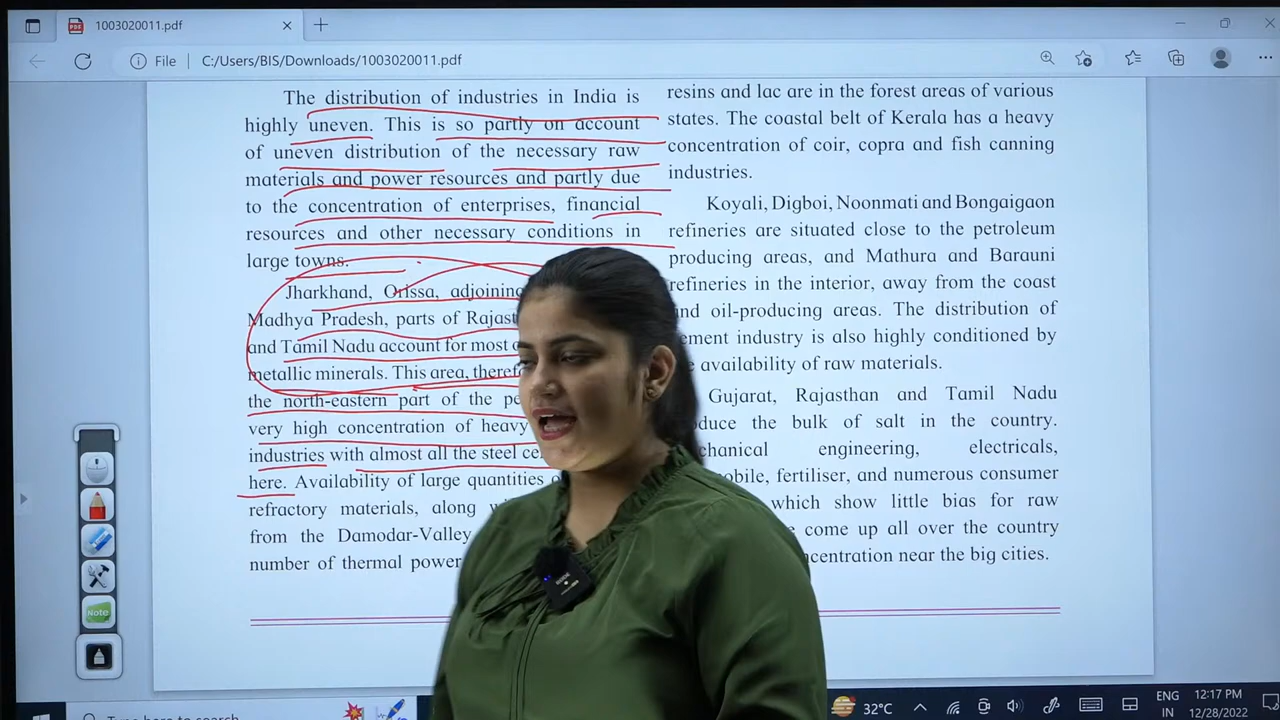 1003020011.pdf
File
C:/Users/BIS/Downloads/1003020011.pdf
The distribution of industries in India is
highly uneven. This is so partly on account
of uneven distribution of the necessary raw
materials and power resources and partly due
to the concentration of enterprises, financial
resources and other necessary conditions in
large towns.
Jharkhand, Orissa, adjoining
Madhya Pradesh, parts of
and Tamil Nadu account for most
metallic minerals. This area,
the north-eastern part of the
very high concentration of heavy
industries with almost all the steel
here. Availability of large quantities
refractory materials, along
from the Damodar-Valley
number of thermal power
resins and lac are in the forest areas of various
states. The coastal belt of Kerala has a heavy
concentration of coir, copra and fish canning
industries.
Koyali, Digboi, Noonmati and Bongaigaon
refineries are situated close to the petroleum
producing areas, and Mathura and Barauni
refineries in the interior, away from the coast
and oil-producing areas. The distribution of
industry is also highly conditioned by
availability of raw materials.
Gujarat, Rajasthan and Tamil Nadu
the bulk of salt in the country.
engineering, electricals,
fertiliser, and numerous consumer
which show little bias for raw
come up all over the country
near the big cities.
Note
Type here to search
32°C
ENG
IN
12:17 PM
12/28/2022